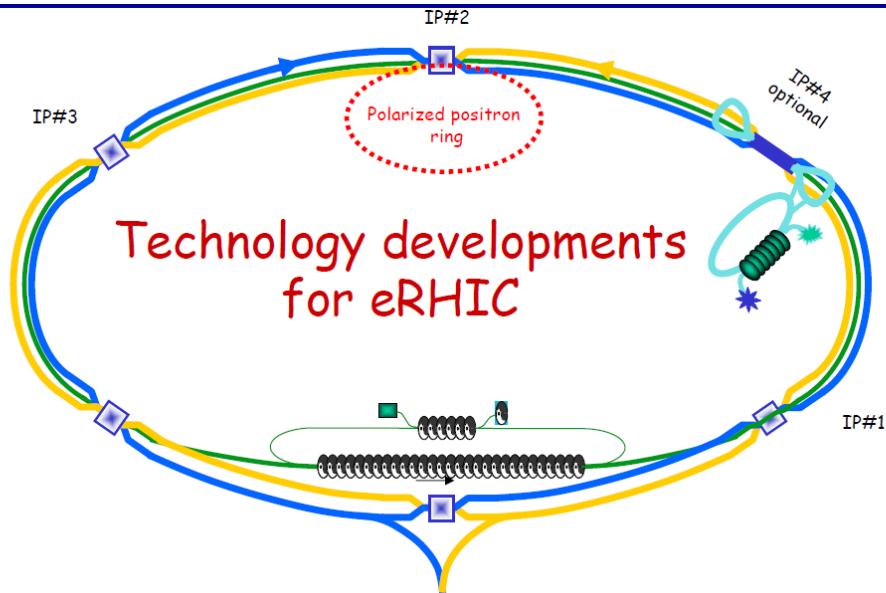 IP#2
IP#4
optional
IP#3
Polarized positron
ring
Technology developments
for eRHIC
IP#1